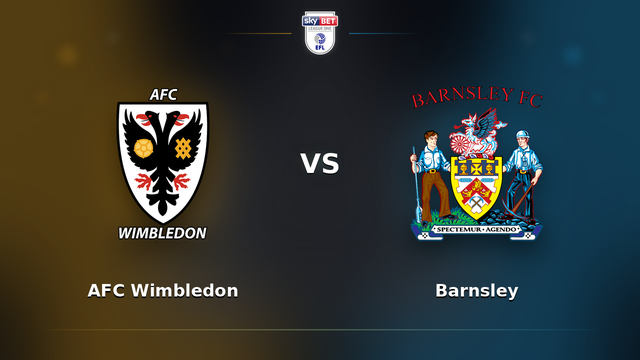 sky BET
LEAGUE ONE
EFL
AFC
WIMBLEDON
VS
BARNSLEY FC
SPECTEMUR · AGENDO
AFC Wimbledon
Barnsley